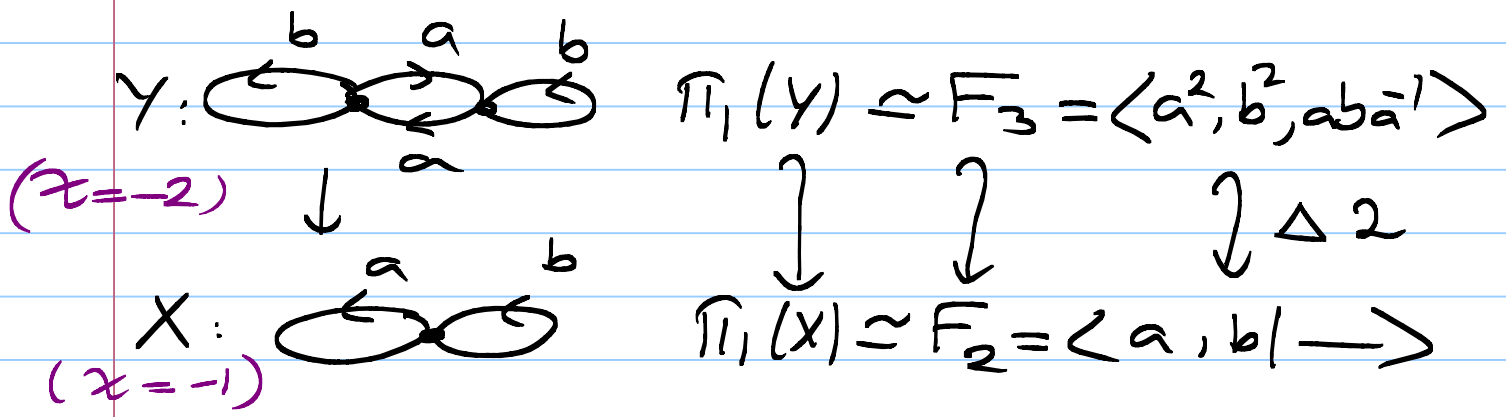 b a b
Y: π₁(Y) ≃ F₃ = <a², b², aba⁻¹>
a
(χ=-2) Δ 2
a b
X: π₁(X) ≃ F₂ = <a, b| — >
(χ=-1)